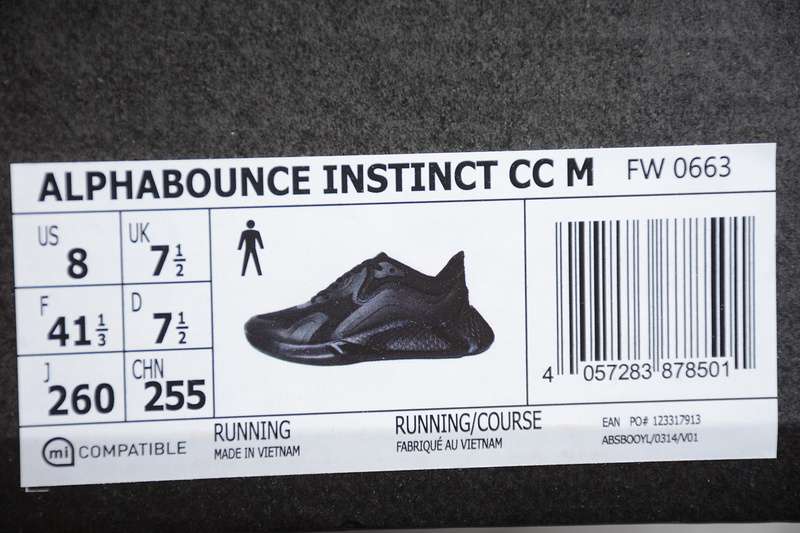 ALPHABOUNCE INSTINCT CC M FW 0663
US 8 UK 7 1/2
F 41 1/3 D 7 1/2
J 260 CHN 255
4 057283 878501
mi COMPATIBLE
RUNNING
MADE IN VIETNAM
RUNNING/COURSE
FABRIQUÉ AU VIETNAM
EAN PO# 123317913
ABSBOOYL/0314/V01